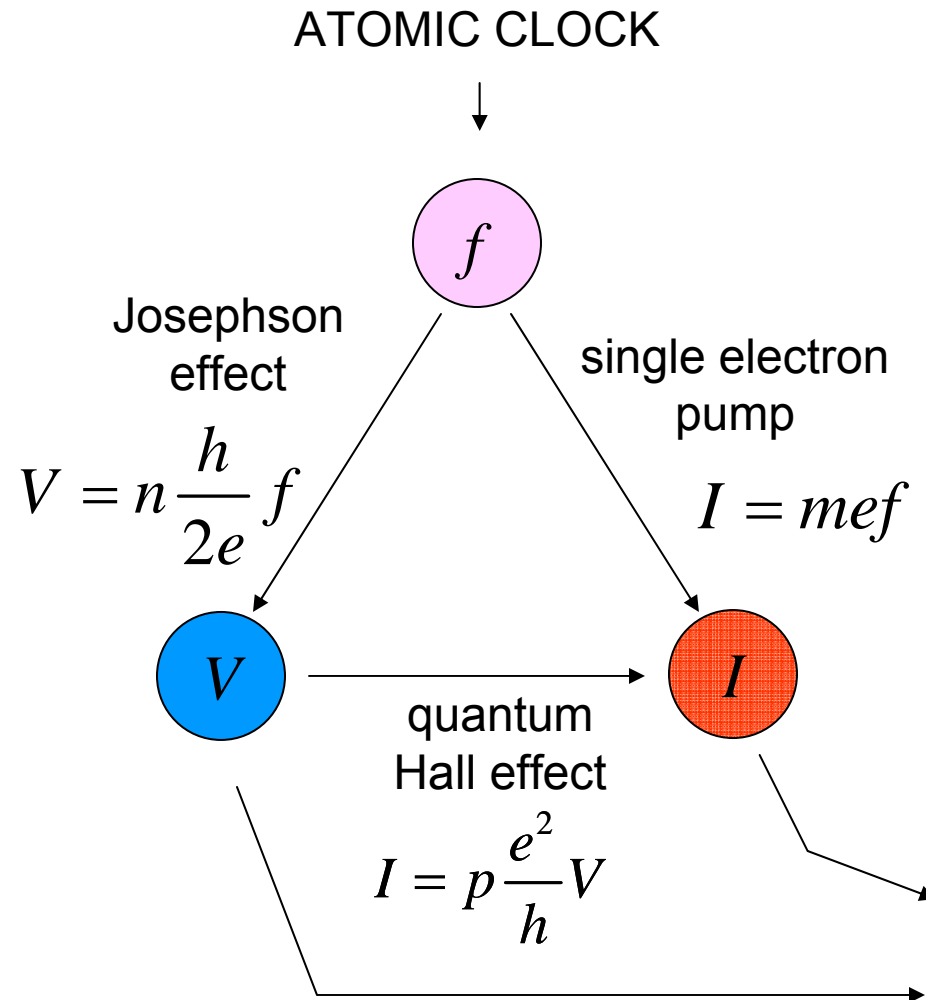 ATOMIC CLOCK
f
Josephson
effect
V = n h/2e f
single electron
pump
I = mef
V
I
quantum
Hall effect
I = p e²/h V